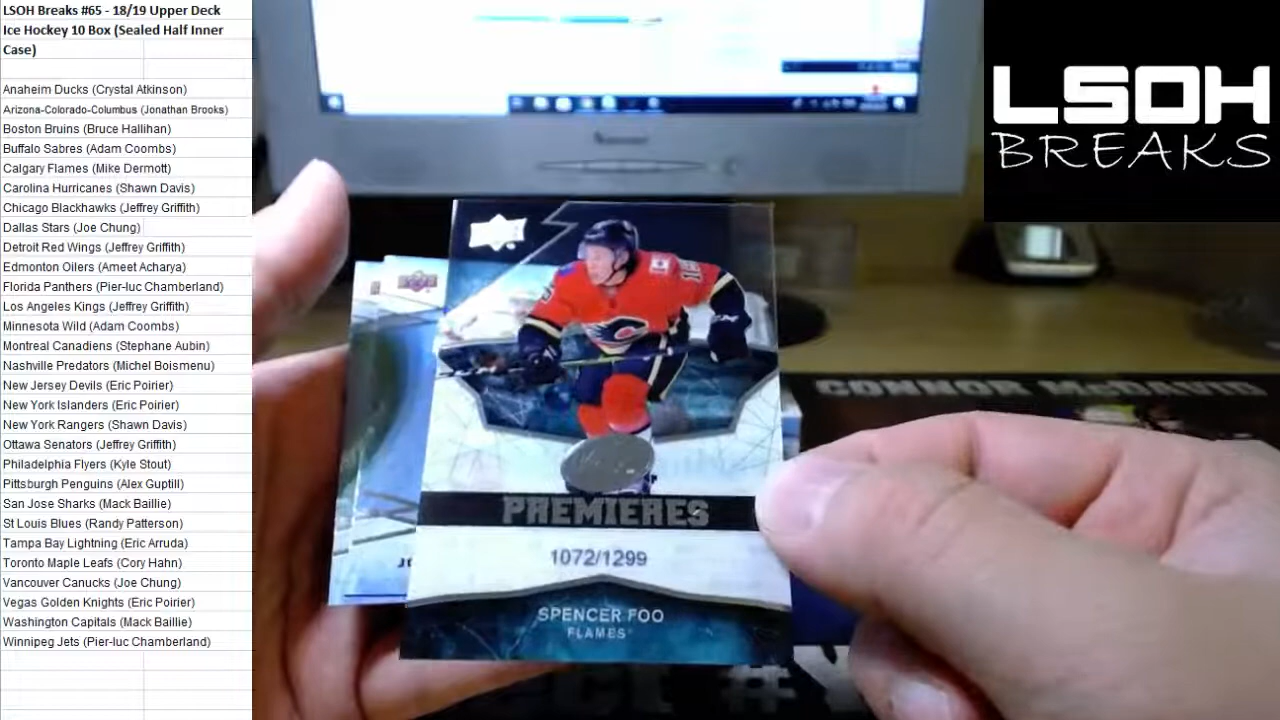 LSOH Breaks #65 - 18/19 Upper Deck
Ice Hockey 10 Box (Sealed Half Inner
Case)
Anaheim Ducks (Crystal Atkinson)
Arizona-Colorado-Columbus (Jonathan Brooks)
Boston Bruins (Bruce Hallihan)
Buffalo Sabres (Adam Coombs)
Calgary Flames (Mike Dermott)
Carolina Hurricanes (Shawn Davis)
Chicago Blackhawks (Jeffrey Griffith)
Dallas Stars (Joe Chung)
Detroit Red Wings (Jeffrey Griffith)
Edmonton Oilers (Ameet Acharya)
Florida Panthers (Pier-luc Chamberland)
Los Angeles Kings (Jeffrey Griffith)
Minnesota Wild (Adam Coombs)
Montreal Canadiens (Stephane Aubin)
Nashville Predators (Michel Boismenu)
New Jersey Devils (Eric Poirier)
New York Islanders (Eric Poirier)
New York Rangers (Shawn Davis)
Ottawa Senators (Jeffrey Griffith)
Philadelphia Flyers (Kyle Stout)
Pittsburgh Penguins (Alex Guptill)
San Jose Sharks (Mack Baillie)
St Louis Blues (Randy Patterson)
Tampa Bay Lightning (Eric Arruda)
Toronto Maple Leafs (Cory Hahn)
Vancouver Canucks (Joe Chung)
Vegas Golden Knights (Eric Poirier)
Washington Capitals (Mack Baillie)
Winnipeg Jets (Pier-luc Chamberland)
LSOH
BREAKS
CONNOR McDAVID
PREMIERES
1072/1299
SPENCER FOO
FLAMES